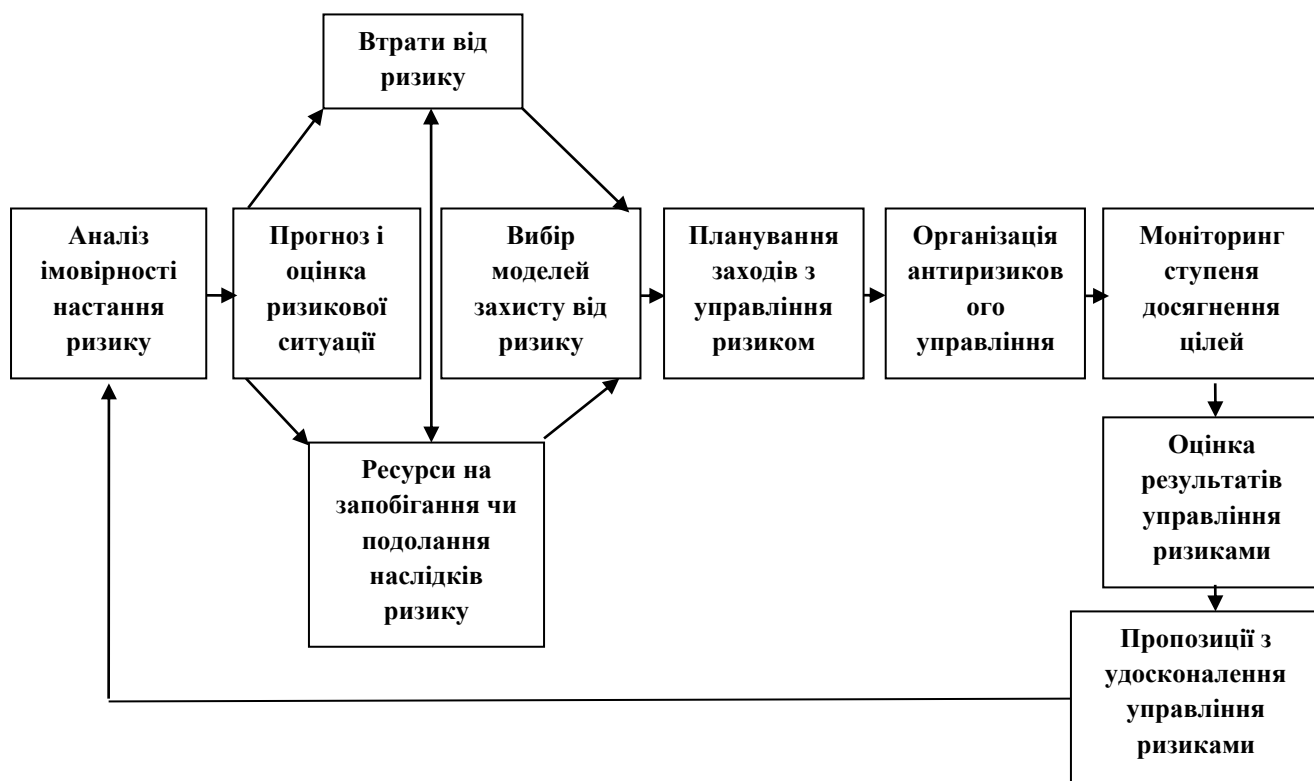 Втрати від
ризику
Аналіз
імовірності
настання
ризику
Прогноз і
оцінка
ризикової
ситуації
Вибір
моделей
захисту від
ризику
Планування
заходів з
управління
ризиком
Організація
антиризиков
ого
управління
Моніторинг
ступеня
досягнення
цілей
Ресурси на
запобігання чи
подолання
наслідків
ризику
Оцінка
результатів
управління
ризиками
Пропозиції з
удосконалення
управління
ризиками